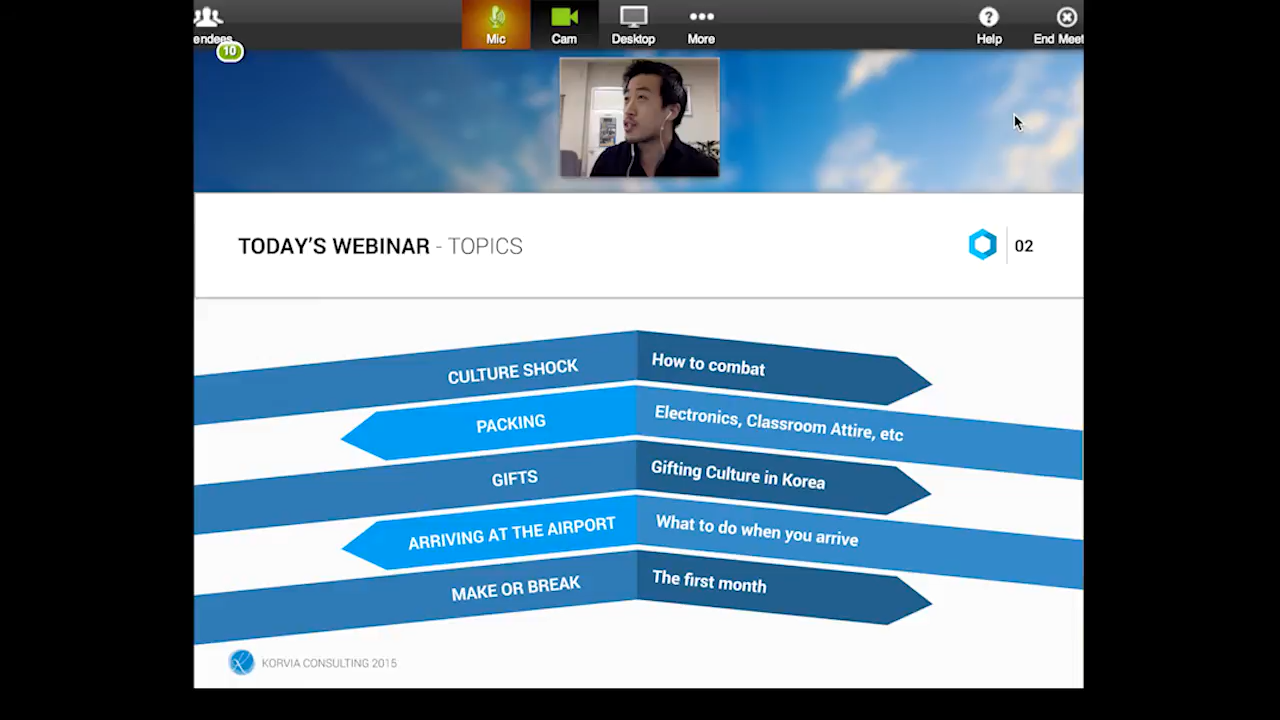 endees
10
Mic
Cam
Desktop
More
Help
End Meet
TODAY'S WEBINAR - TOPICS
02
CULTURE SHOCK
How to combat
PACKING
Electronics, Classroom Attire, etc
GIFTS
Gifting Culture in Korea
ARRIVING AT THE AIRPORT
What to do when you arrive
MAKE OR BREAK
The first month
KORVIA CONSULTING 2015